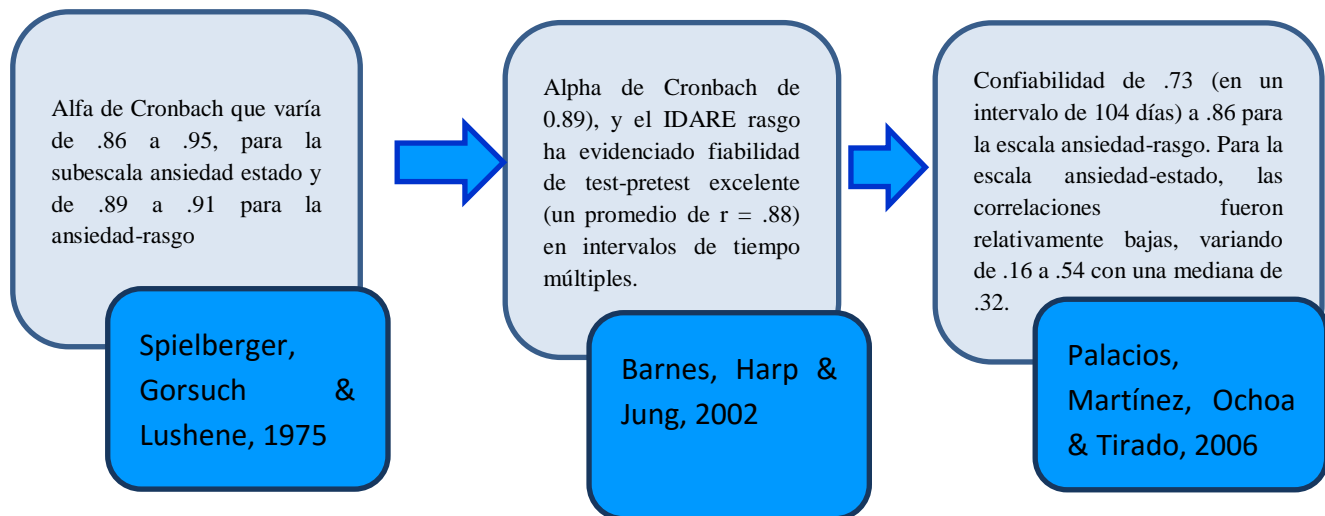 Alfa de Cronbach que varía
de .86 a .95, para la
subescala ansiedad estado y
de .89 a .91 para la
ansiedad-rasgo
Spielberger,
Gorsuch &
Lushene, 1975
Alpha de Cronbach de
0.89), y el IDARE rasgo
ha evidenciado fiabilidad
de test-pretest excelente
(un promedio de r = .88)
en intervalos de tiempo
múltiples.
Barnes, Harp &
Jung, 2002
Confiabilidad de .73 (en un
intervalo de 104 días) a .86 para
la escala ansiedad-rasgo. Para la
escala ansiedad-estado, las
correlaciones fueron
relativamente bajas, variando
de .16 a .54 con una mediana de
.32.
Palacios,
Martínez, Ochoa
& Tirado, 2006